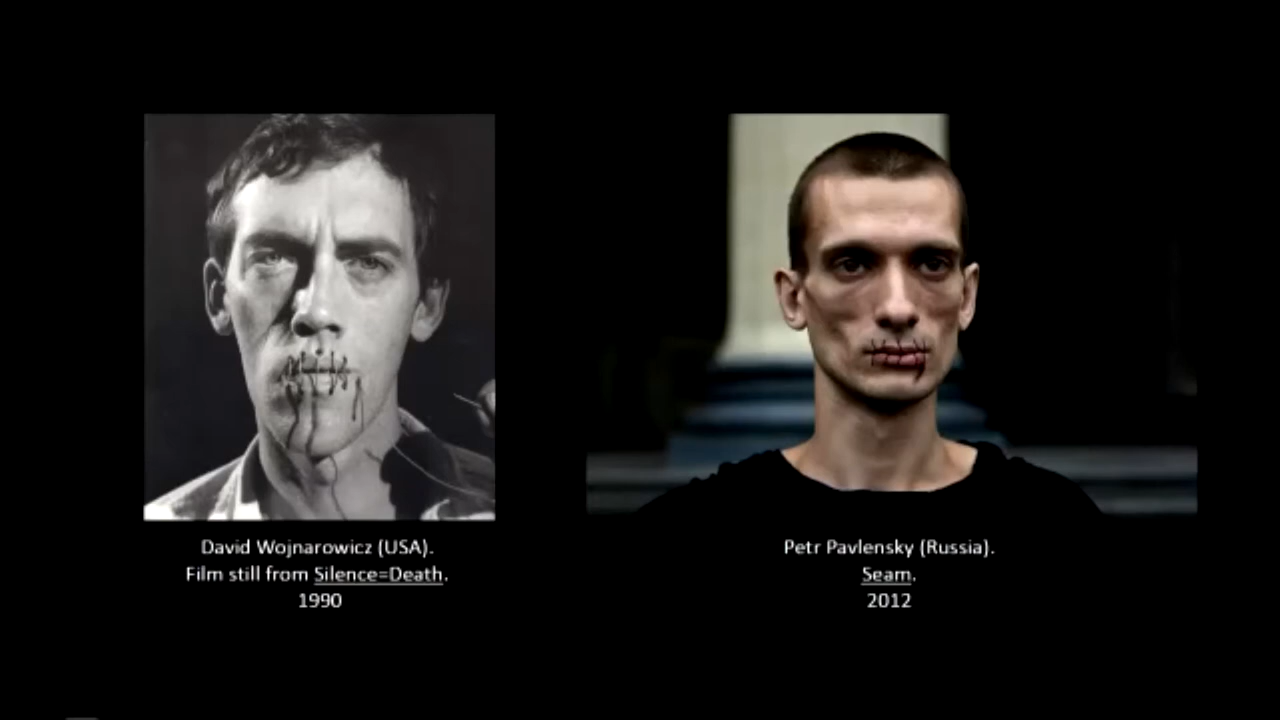 David Wojnarowicz (USA).
Film still from Silence=Death.
1990
Petr Pavlensky (Russia).
Seam.
2012